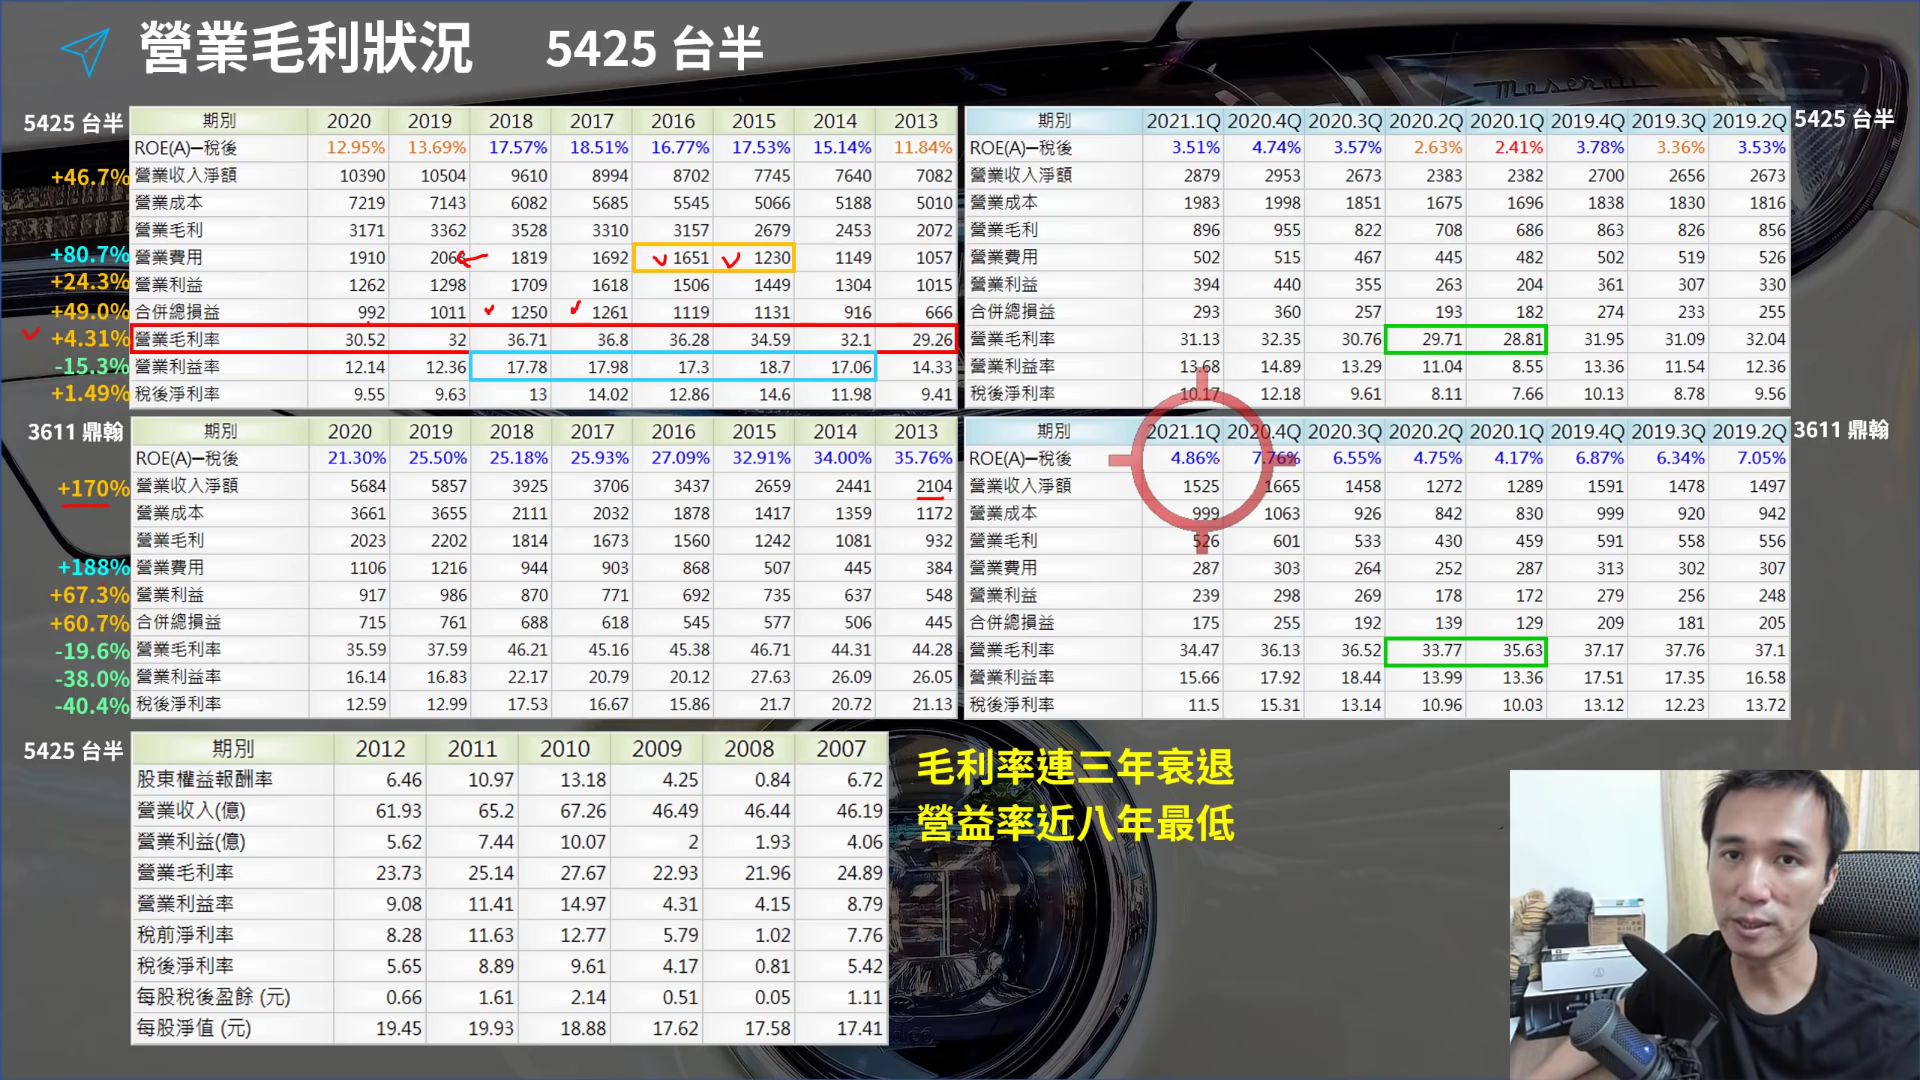 營業毛利狀況 5425 台半
Maserati
5425 台半
期別 2020 2019 2018 2017 2016 2015 2014 2013
ROE(A)─稅後 12.95% 13.69% 17.57% 18.51% 16.77% 17.53% 15.14% 11.84%
+46.7% 營業收入淨額 10390 10504 9610 8994 8702 7745 7640 7082
營業成本 7219 7143 6082 5685 5545 5066 5188 5010
營業毛利 3171 3362 3528 3310 3157 2679 2453 2072
+80.7% 營業費用 1910 206 1819 1692 1651 1230 1149 1057
+24.3% 營業利益 1262 1298 1709 1618 1506 1449 1304 1015
+49.0% 合併總損益 992 1011 1250 1261 1119 1131 916 666
+4.31% 營業毛利率 30.52 32 36.71 36.8 36.28 34.59 32.1 29.26
-15.3% 營業利益率 12.14 12.36 17.78 17.98 17.3 18.7 17.06 14.33
+1.49% 稅後淨利率 9.55 9.63 13 14.02 12.86 14.6 11.98 9.41
5425 台半
期別 2021.1Q 2020.4Q 2020.3Q 2020.2Q 2020.1Q 2019.4Q 2019.3Q 2019.2Q
ROE(A)─稅後 3.51% 4.74% 3.57% 2.63% 2.41% 3.78% 3.36% 3.53%
營業收入淨額 2879 2953 2673 2383 2382 2700 2656 2673
營業成本 1983 1998 1851 1675 1696 1838 1830 1816
營業毛利 896 955 822 708 686 863 826 856
營業費用 502 515 467 445 482 502 519 526
營業利益 394 440 355 263 204 361 307 330
合併總損益 293 360 257 193 182 274 233 255
營業毛利率 31.13 32.35 30.76 29.71 28.81 31.95 31.09 32.04
營業利益率 13.68 14.89 13.29 11.04 8.55 13.36 11.54 12.36
稅後淨利率 10.17 12.18 9.61 8.11 7.66 10.13 8.78 9.56
3611 鼎翰
期別 2020 2019 2018 2017 2016 2015 2014 2013
ROE(A)─稅後 21.30% 25.50% 25.18% 25.93% 27.09% 32.91% 34.00% 35.76%
+170% 營業收入淨額 5684 5857 3925 3706 3437 2659 2441 2104
營業成本 3661 3655 2111 2032 1878 1417 1359 1172
營業毛利 2023 2202 1814 1673 1560 1242 1081 932
+188% 營業費用 1106 1216 944 903 868 507 445 384
+67.3% 營業利益 917 986 870 771 692 735 637 548
+60.7% 合併總損益 715 761 688 618 545 577 506 445
-19.6% 營業毛利率 35.59 37.59 46.21 45.16 45.38 46.71 44.31 44.28
-38.0% 營業利益率 16.14 16.83 22.17 20.79 20.12 27.63 26.09 26.05
-40.4% 稅後淨利率 12.59 12.99 17.53 16.67 15.86 21.7 20.72 21.13
3611 鼎翰
期別 2021.1Q 2020.4Q 2020.3Q 2020.2Q 2020.1Q 2019.4Q 2019.3Q 2019.2Q
ROE(A)─稅後 4.86% 7.76% 6.55% 4.75% 4.17% 6.87% 6.34% 7.05%
營業收入淨額 1525 1665 1458 1272 1289 1591 1478 1497
營業成本 999 1063 926 842 830 999 920 942
營業毛利 526 601 533 430 459 591 558 556
營業費用 287 303 264 252 287 313 302 307
營業利益 239 298 269 178 172 279 256 248
合併總損益 175 255 192 139 129 209 181 205
營業毛利率 34.47 36.13 36.52 33.77 35.63 37.17 37.76 37.1
營業利益率 15.66 17.92 18.44 13.99 13.36 17.51 17.35 16.58
稅後淨利率 11.5 15.31 13.14 10.96 10.03 13.12 12.23 13.72
5425 台半
期別 2012 2011 2010 2009 2008 2007
股東權益報酬率 6.46 10.97 13.18 4.25 0.84 6.72
營業收入(億) 61.93 65.2 67.26 46.49 46.44 46.19
營業利益(億) 5.62 7.44 10.07 2 1.93 4.06
營業毛利率 23.73 25.14 27.67 22.93 21.96 24.89
營業利益率 9.08 11.41 14.97 4.31 4.15 8.79
稅前淨利率 8.28 11.63 12.77 5.79 1.02 7.76
稅後淨利率 5.65 8.89 9.61 4.17 0.81 5.42
每股稅後盈餘 (元) 0.66 1.61 2.14 0.51 0.05 1.11
每股淨值 (元) 19.45 19.93 18.88 17.62 17.58 17.41
毛利率連三年衰退
營益率近八年最低